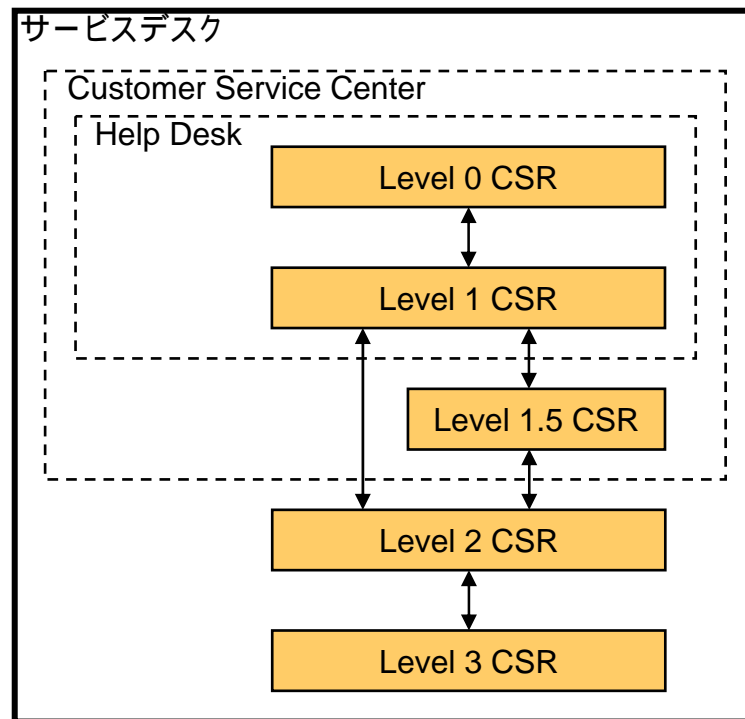 サービスデスク
Customer Service Center
Help Desk
Level 0 CSR
Level 1 CSR
Level 1.5 CSR
Level 2 CSR
Level 3 CSR